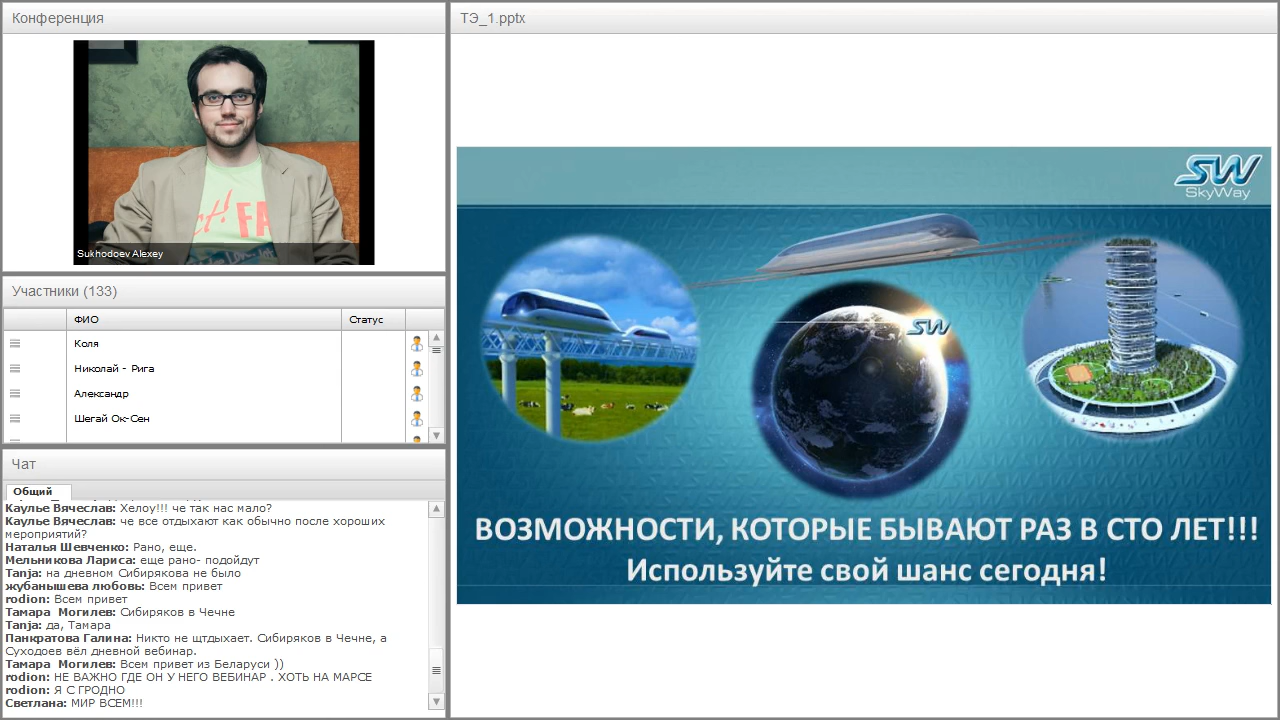 Конференция
Sukhodoev Alexey
Участники (133)
ФИО Статус
Коля
Николай - Рига
Александр
Шегай Ок-Сен
Чат
Общий
Каулье Вячеслав: Хелоу!!! че так нас мало?
Каулье Вячеслав: че все отдыхают как обычно после хороших
мероприятий?
Наталья Шевченко: Рано, еще.
Мельникова Лариса: еще рано- подойдут
Tanja: на дневном Сибирякова не было
жубанышева любовь: Всем привет
rodion: Всем привет
Тамара Могилев: Сибиряков в Чечне
Tanja: да, Тамара
Панкратова Галина: Никто не щтдыхает. Сибиряков в Чечне, а
Суходоев вёл дневной вебинар.
Тамара Могилев: Всем привет из Беларуси ))
rodion: НЕ ВАЖНО ГДЕ ОН У НЕГО ВЕБИНАР . ХОТЬ НА МАРСЕ
rodion: Я С ГРОДНО
Светлана: МИР ВСЕМ!!!
ТЭ_1.pptx
SW
SkyWay
SW
ВОЗМОЖНОСТИ, КОТОРЫЕ БЫВАЮТ РАЗ В СТО ЛЕТ!!!
Используйте свой шанс сегодня!